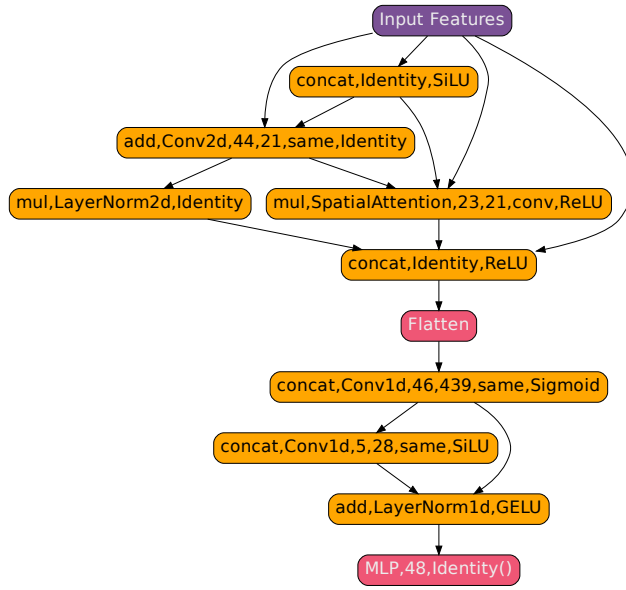 Input Features
concat,Identity,SiLU
add,Conv2d,44,21,same,Identity
mul,LayerNorm2d,Identity
mul,SpatialAttention,23,21,conv,ReLU
concat,Identity,ReLU
Flatten
concat,Conv1d,46,439,same,Sigmoid
concat,Conv1d,5,28,same,SiLU
add,LayerNorm1d,GELU
MLP,48,Identity()